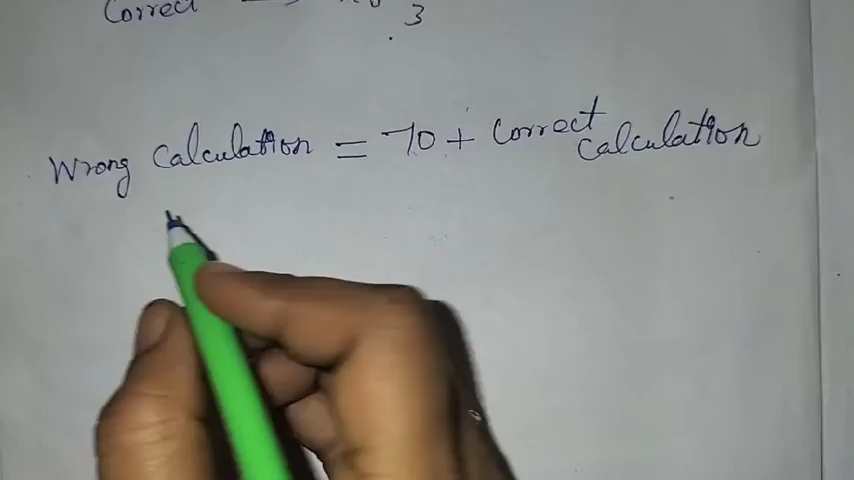 Correct
3
Wrong calculation = 70 + correct
calculation